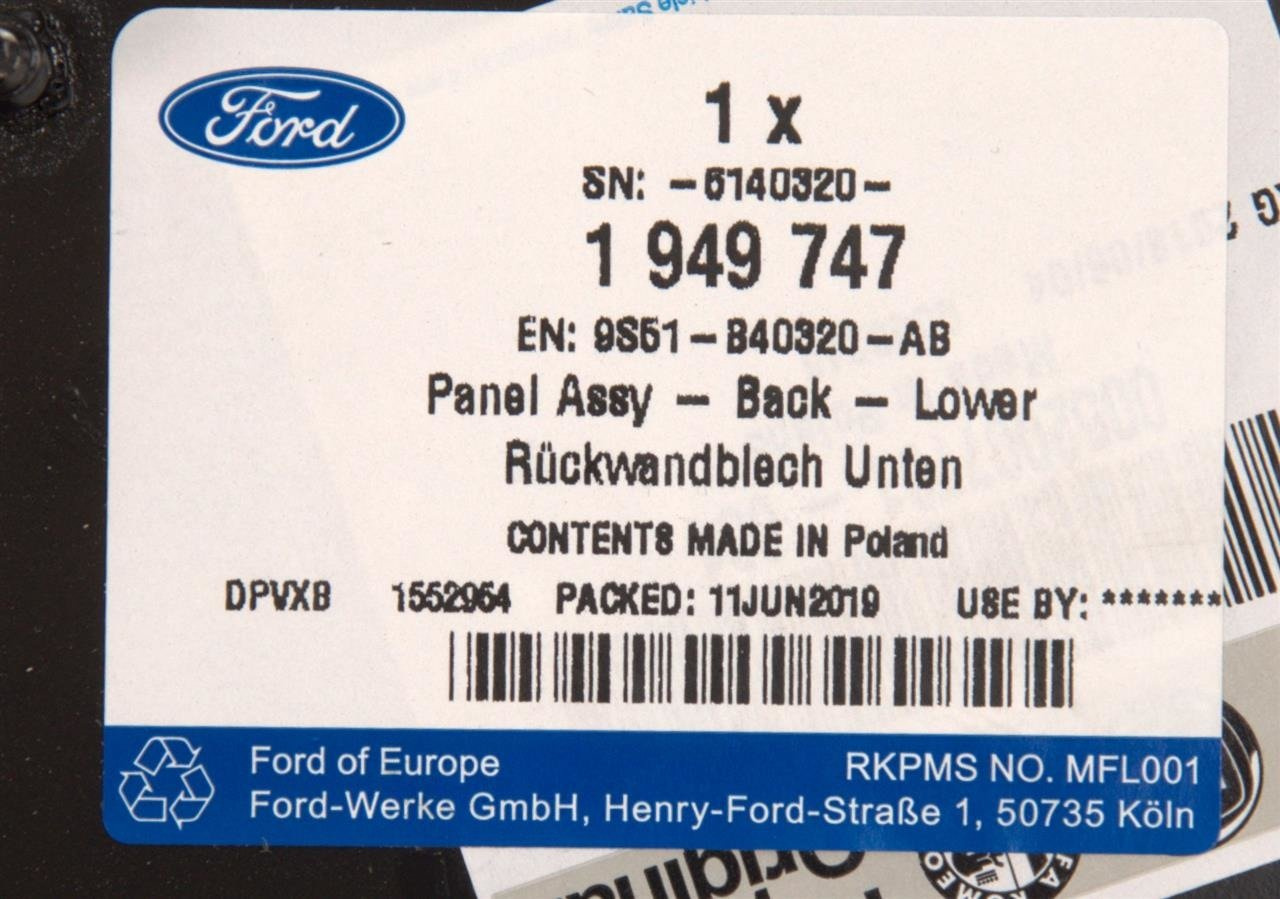 Ford
1 x
SN: -6140320-
1 949 747
EN: 9S51-B40320-AB
Panel Assy - Back - Lower
Rückwandblech Unten
CONTENTS MADE IN Poland
DPVXB 1552954 PACKED: 11JUN2019 USE BY: *******
Ford of Europe RKPMS NO. MFL001
Ford-Werke GmbH, Henry-Ford-Straße 1, 50735 Köln